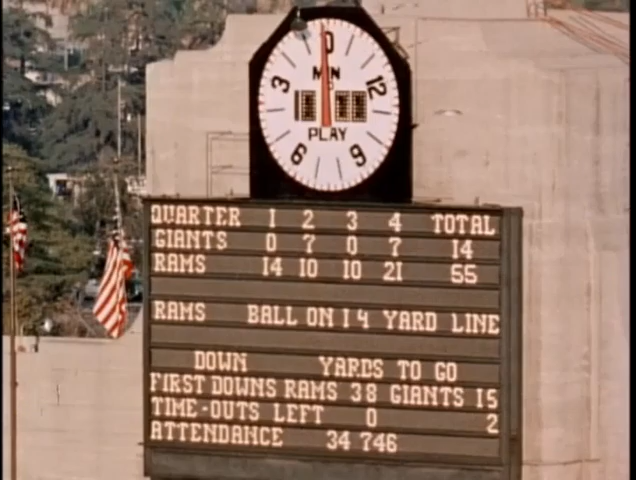 0
MIN
3 12
PLAY
6 9
QUARTER 1 2 3 4 TOTAL
GIANTS 0 7 0 7 14
RAMS 14 10 10 21 55
RAMS BALL ON 14 YARD LINE
DOWN YARDS TO GO
FIRST DOWNS RAMS 38 GIANTS 15
TIME-OUTS LEFT 0 2
ATTENDANCE 34 746